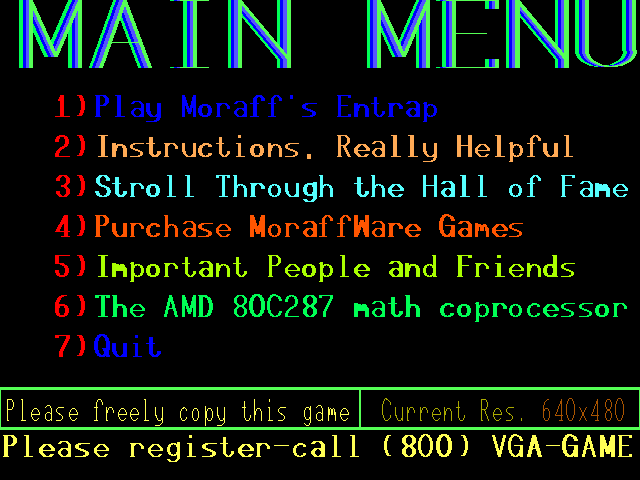 MAIN MENU
1) Play Moraff's Entrap
2) Instructions, Really Helpful
3) Stroll Through the Hall of Fame
4) Purchase MoraffWare Games
5) Important People and Friends
6) The AMD 80C287 math coprocessor
7) Quit
Please freely copy this game
Current Res. 640x480
Please register-call (800) VGA-GAME